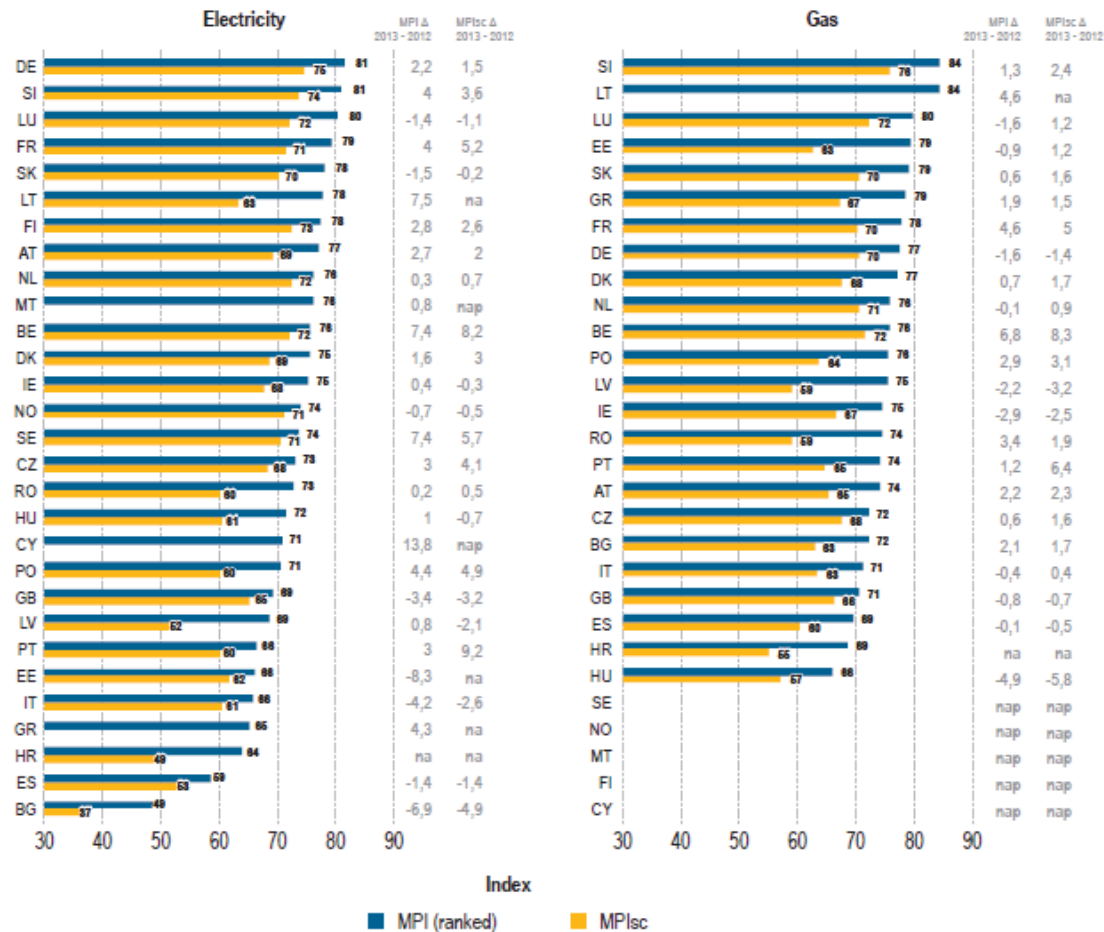 Electricity
MPI Δ MPIsc Δ
2013 - 2012 2013 - 2012
DE 81 75 2,2 1,5
SI 81 74 4 3,6
LU 80 72 -1,4 -1,1
FR 79 71 4 5,2
SK 78 70 -1,5 -0,2
LT 78 63 7,5 na
FI 78 73 2,8 2,6
AT 77 69 2,7 2
NL 76 72 0,3 0,7
MT 76 0,8 nap
BE 76 72 7,4 8,2
DK 75 69 1,6 3
IE 75 68 0,4 -0,3
NO 74 71 -0,7 -0,5
SE 74 71 7,4 5,7
CZ 73 68 3 4,1
RO 73 60 0,2 0,5
HU 72 61 1 -0,7
CY 71 13,8 nap
PO 71 60 4,4 4,9
GB 69 65 -3,4 -3,2
LV 69 52 0,8 -2,1
PT 66 60 3 9,2
EE 66 62 -8,3 na
IT 66 61 -4,2 -2,6
GR 65 4,3 na
HR 64 49 na na
ES 59 53 -1,4 -1,4
BG 49 37 -6,9 -4,9
30 40 50 60 70 80 90
Gas
MPI Δ MPIsc Δ
2013 - 2012 2013 - 2012
SI 84 76 1,3 2,4
LT 84 4,6 na
LU 80 72 -1,6 1,2
EE 79 63 -0,9 1,2
SK 79 70 0,6 1,6
GR 79 67 1,9 1,5
FR 78 70 4,6 5
DE 77 70 -1,6 -1,4
DK 77 68 0,7 1,7
NL 76 71 -0,1 0,9
BE 76 72 6,8 8,3
PO 76 64 2,9 3,1
LV 75 59 -2,2 -3,2
IE 75 67 -2,9 -2,5
RO 74 59 3,4 1,9
PT 74 65 1,2 6,4
AT 74 65 2,2 2,3
CZ 72 68 0,6 1,6
BG 72 63 2,1 1,7
IT 71 63 -0,4 0,4
GB 71 66 -0,8 -0,7
ES 69 60 -0,1 -0,5
HR 69 55 na na
HU 66 57 -4,9 -5,8
SE nap nap
NO nap nap
MT nap nap
FI nap nap
CY nap nap
30 40 50 60 70 80 90
Index
MPI (ranked) MPIsc